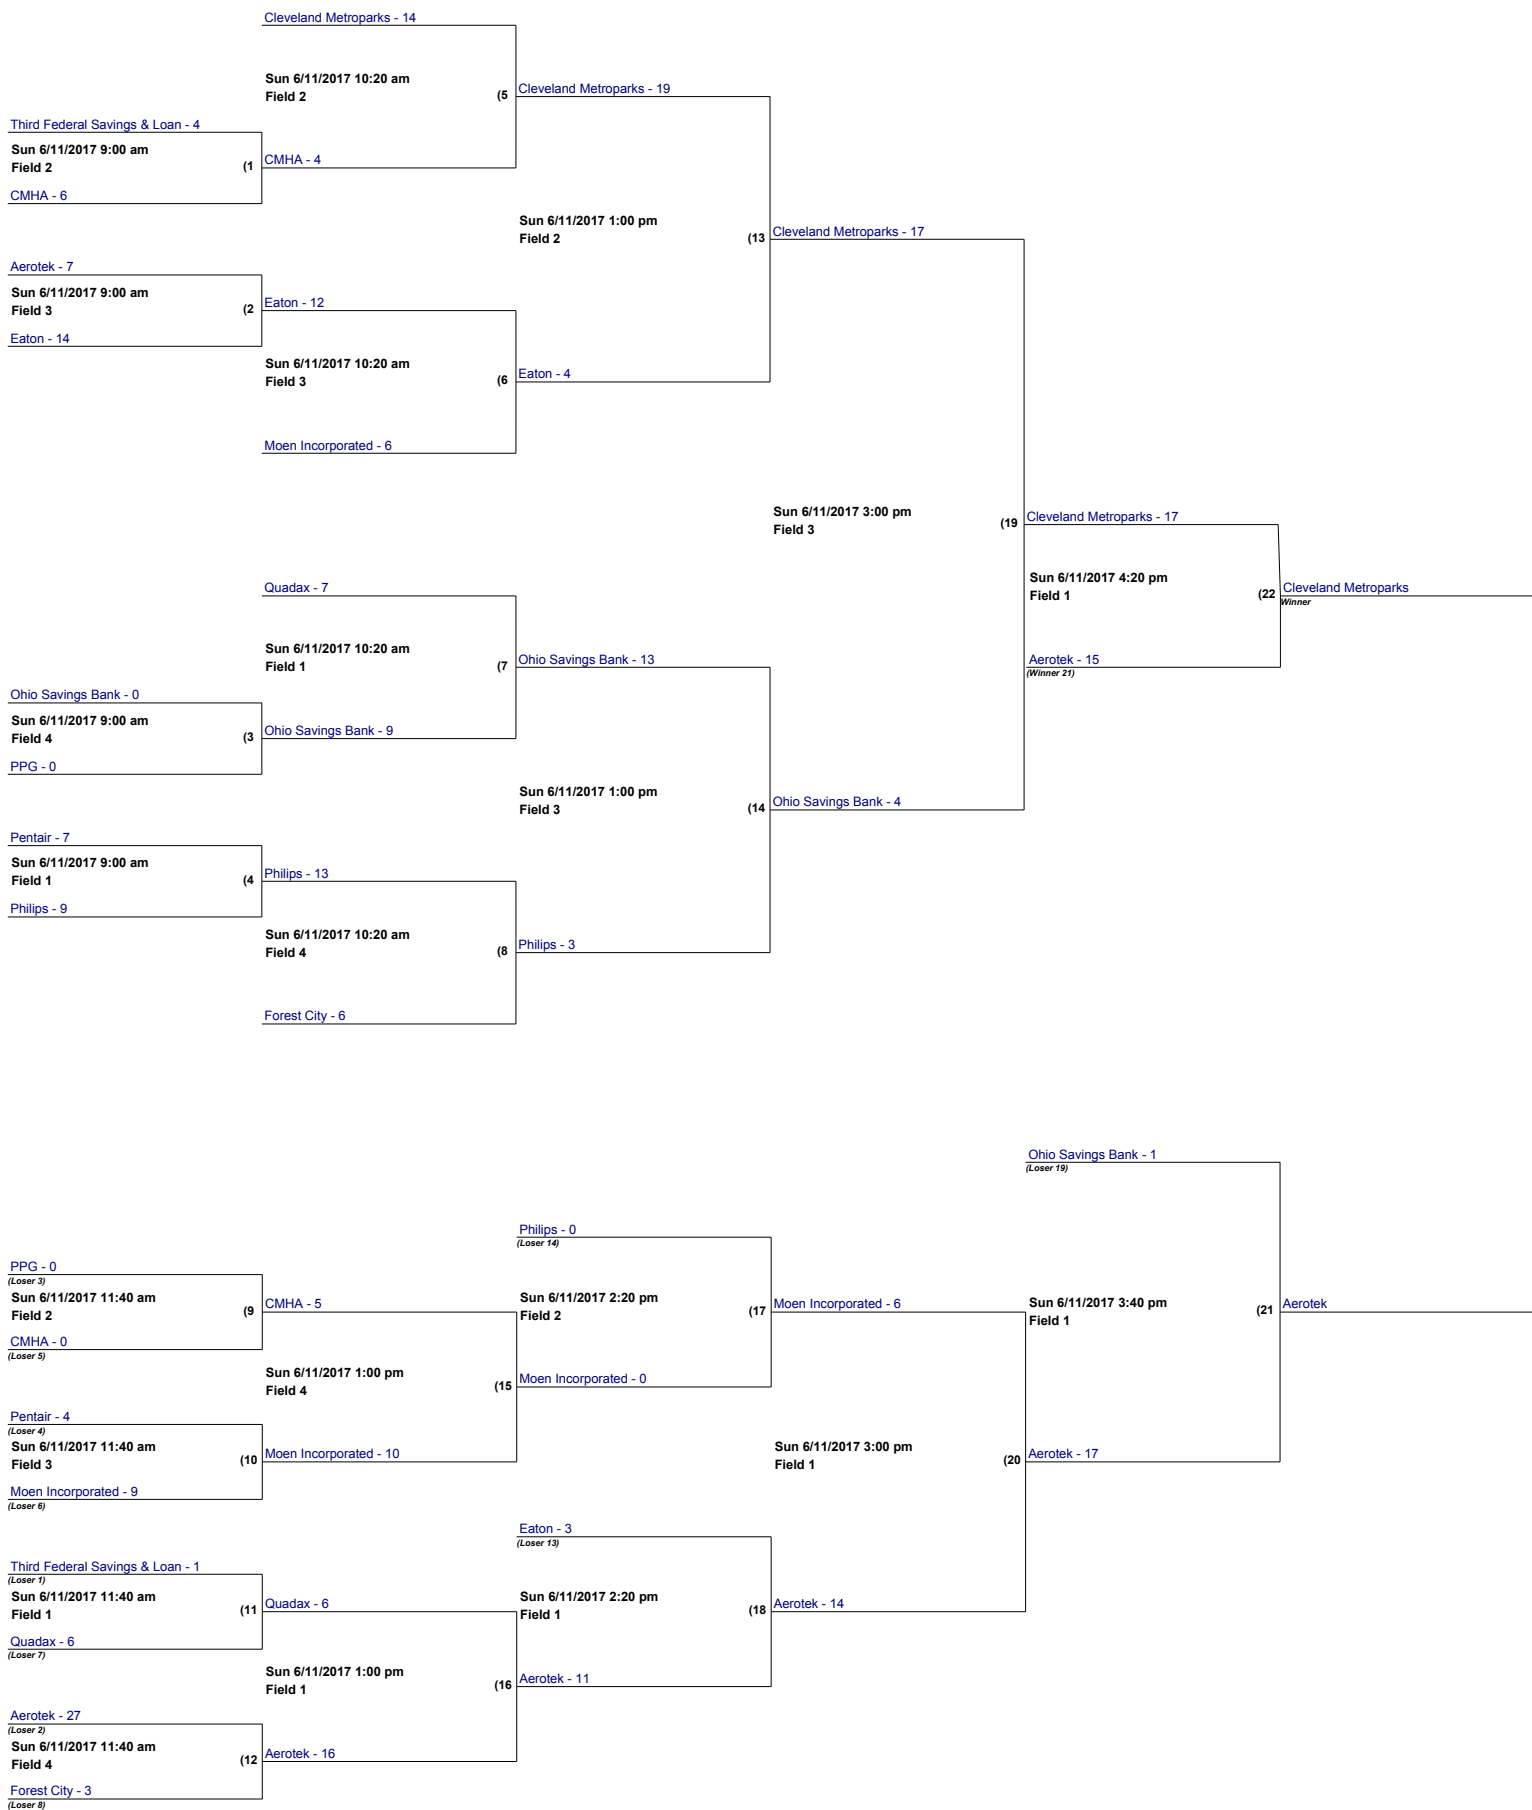 Cleveland Metroparks - 14
Sun 6/11/2017 10:20 am
Field 2
(5
Cleveland Metroparks - 19
Third Federal Savings & Loan - 4
Sun 6/11/2017 9:00 am
Field 2
(1
CMHA - 4
CMHA - 6
Sun 6/11/2017 1:00 pm
Field 2
(13
Cleveland Metroparks - 17
Aerotek - 7
Sun 6/11/2017 9:00 am
Field 3
(2
Eaton - 12
Eaton - 14
Sun 6/11/2017 10:20 am
Field 3
(6
Eaton - 4
Moen Incorporated - 6
Sun 6/11/2017 3:00 pm
Field 3
(19
Cleveland Metroparks - 17
Quadax - 7
Sun 6/11/2017 4:20 pm
Field 1
(22
Cleveland Metroparks
Winner
Sun 6/11/2017 10:20 am
Field 1
(7
Ohio Savings Bank - 13
Aerotek - 15
(Winner 21)
Ohio Savings Bank - 0
Sun 6/11/2017 9:00 am
Field 4
(3
Ohio Savings Bank - 9
PPG - 0
Sun 6/11/2017 1:00 pm
Field 3
(14
Ohio Savings Bank - 4
Pentair - 7
Sun 6/11/2017 9:00 am
Field 1
(4
Philips - 13
Philips - 9
Sun 6/11/2017 10:20 am
Field 4
(8
Philips - 3
Forest City - 6
Ohio Savings Bank - 1
(Loser 19)
Philips - 0
(Loser 14)
PPG - 0
(Loser 3)
Sun 6/11/2017 11:40 am
Field 2
(9
CMHA - 5
Sun 6/11/2017 2:20 pm
Field 2
(17
Moen Incorporated - 6
Sun 6/11/2017 3:40 pm
Field 1
(21
Aerotek
CMHA - 0
(Loser 5)
Sun 6/11/2017 1:00 pm
Field 4
(15
Moen Incorporated - 0
Pentair - 4
(Loser 4)
Sun 6/11/2017 11:40 am
Field 3
(10
Moen Incorporated - 10
Sun 6/11/2017 3:00 pm
Field 1
(20
Aerotek - 17
Moen Incorporated - 9
(Loser 6)
Eaton - 3
(Loser 13)
Third Federal Savings & Loan - 1
(Loser 1)
Sun 6/11/2017 11:40 am
Field 1
(11
Quadax - 6
Sun 6/11/2017 2:20 pm
Field 1
(18
Aerotek - 14
Quadax - 6
(Loser 7)
Sun 6/11/2017 1:00 pm
Field 1
(16
Aerotek - 11
Aerotek - 27
(Loser 2)
Sun 6/11/2017 11:40 am
Field 4
(12
Aerotek - 16
Forest City - 3
(Loser 8)